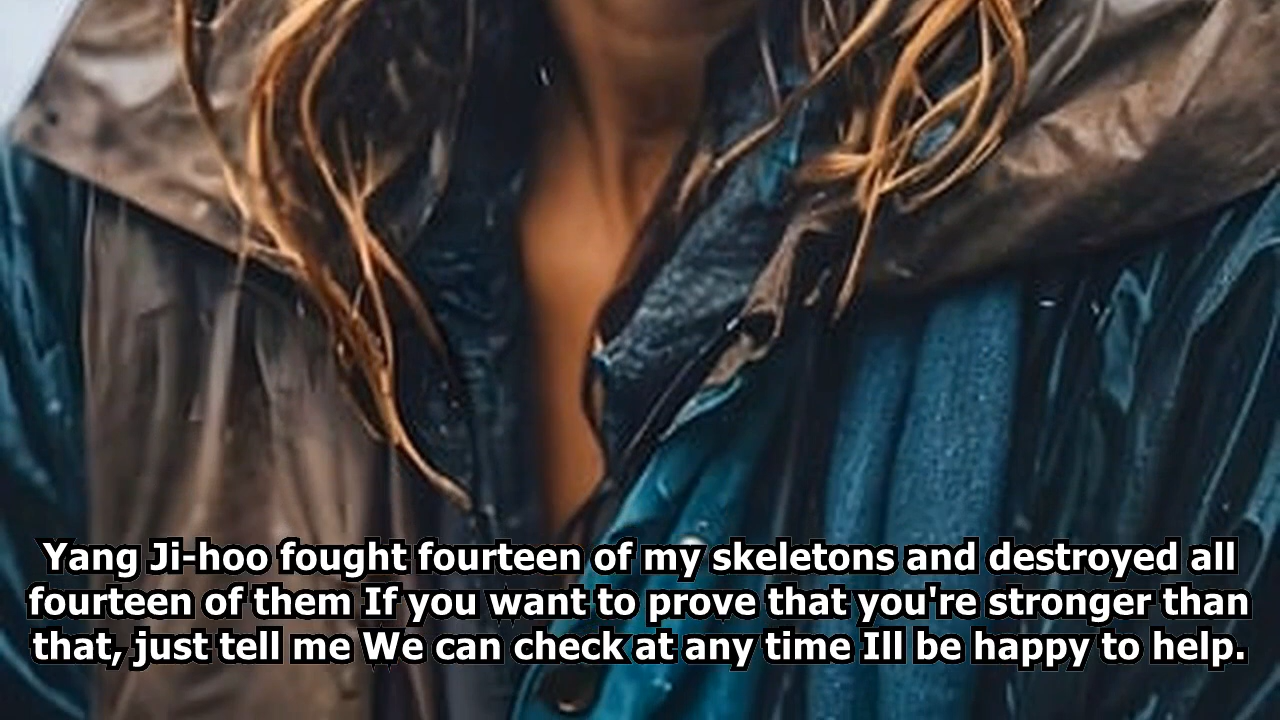 Yang Ji-hoo fought fourteen of my skeletons and destroyed all
fourteen of them If you want to prove that you're stronger than
that, just tell me We can check at any time Ill be happy to help.